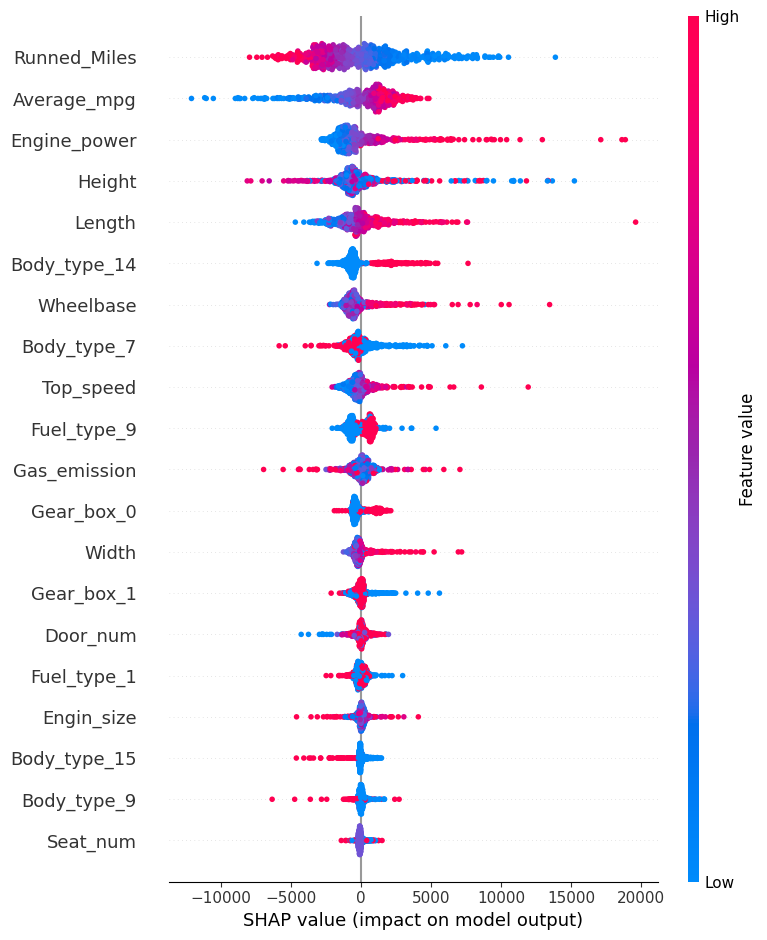 High
Runned_Miles
Average_mpg
Engine_power
Height
Length
Body_type_14
Wheelbase
Body_type_7
Top_speed
Fuel_type_9
Gas_emission
Gear_box_0
Width
Gear_box_1
Door_num
Fuel_type_1
Engin_size
Body_type_15
Body_type_9
Seat_num
Feature value
Low
−10000 −5000 0 5000 10000 15000 20000
SHAP value (impact on model output)